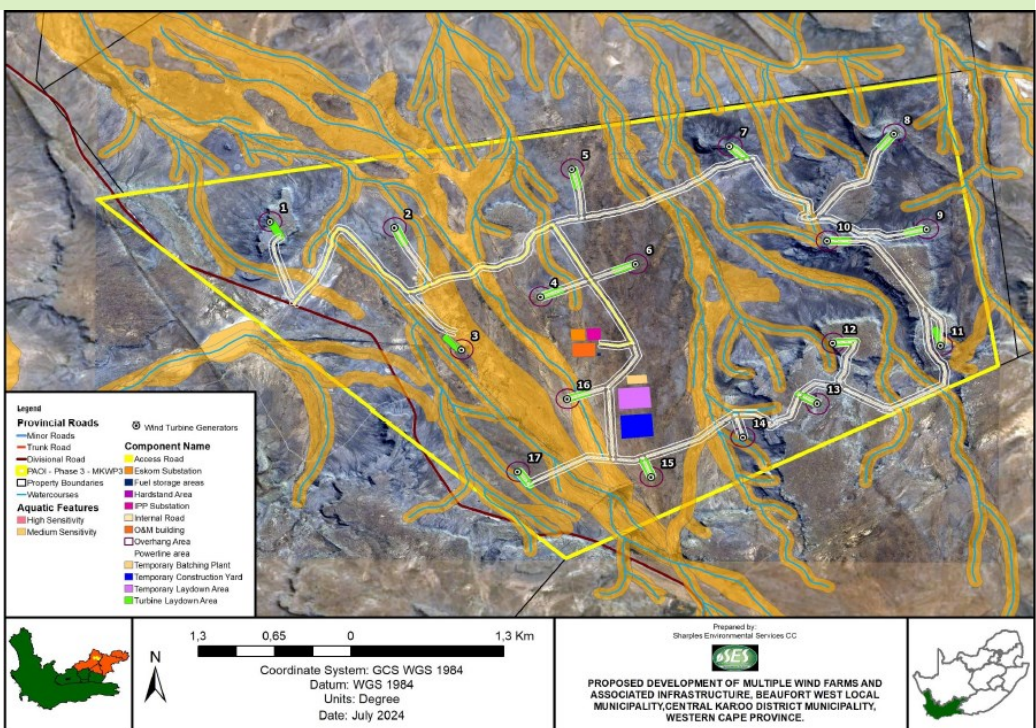 1
2
3
4
5
6
7
8
9
10
11
12
13
14
15
16
17
Legend
Provincial Roads
Minor Roads
Trunk Road
Divisional Road
PAOI - Phase 3 - MKWP3
Property Boundaries
Watercourses
Aquatic Features
High Sensitivity
Medium Sensitivity
Wind Turbine Generators
Component Name
Access Road
Eskom Substation
Fuel storage areas
Hardstand Area
IPP Substation
Internal Road
O&M building
Overhang Area
Powerline area
Temporary Batching Plant
Temporary Construction Yard
Temporary Laydown Area
Turbine Laydown Area
N
1,3 0,65 0 1,3 Km
Coordinate System: GCS WGS 1984
Datum: WGS 1984
Units: Degree
Date: July 2024
Prepared by:
Sharples Environmental Services CC
SES
PROPOSED DEVELOPMENT OF MULTIPLE WIND FARMS AND
ASSOCIATED INFRASTRUCTURE, BEAUFORT WEST LOCAL
MUNICIPALITY,CENTRAL KAROO DISTRICT MUNICIPALITY,
WESTERN CAPE PROVINCE.